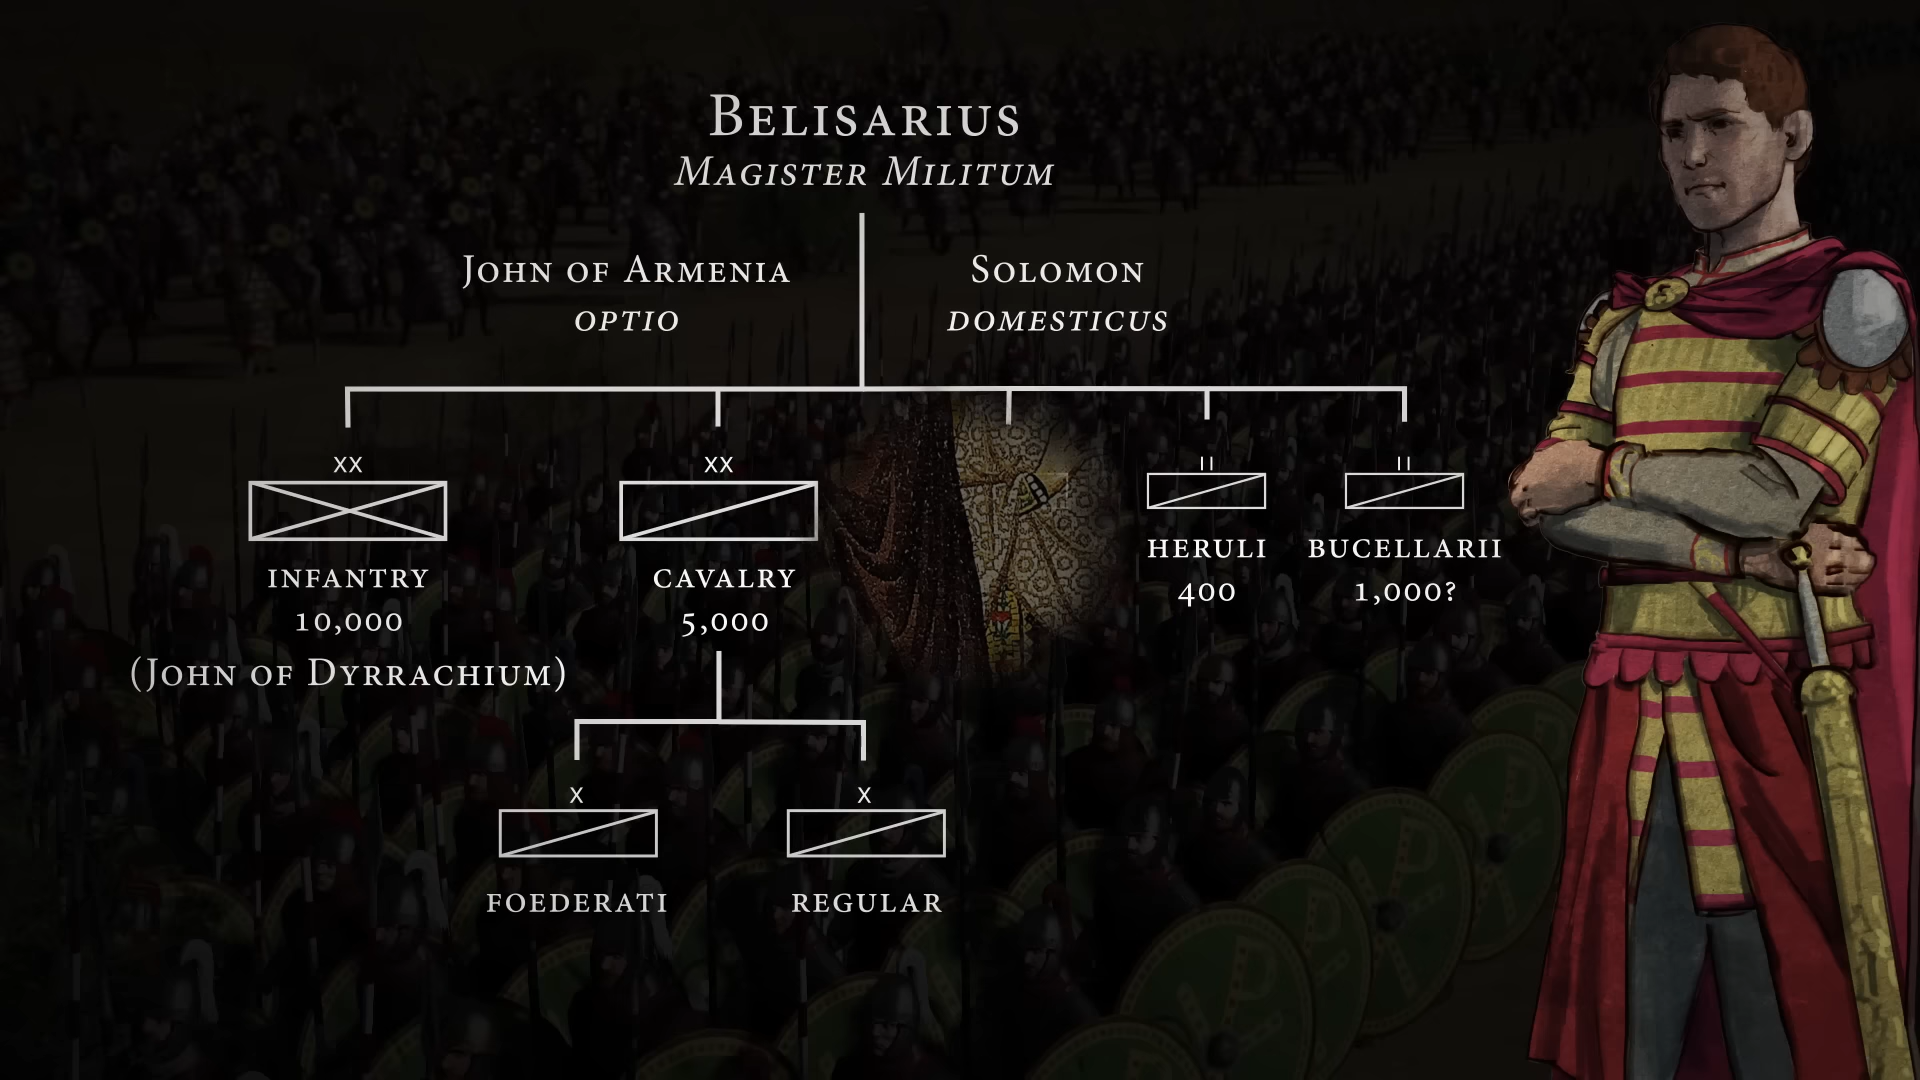 BELISARIUS
MAGISTER MILITUM
JOHN OF ARMENIA
OPTIO
SOLOMON
DOMESTICUS
XX
INFANTRY
10,000
(JOHN OF DYRRACHIUM)
XX
CAVALRY
5,000
II
HERULI
400
II
BUCELLARII
1,000?
X
FOEDERATI
X
REGULAR